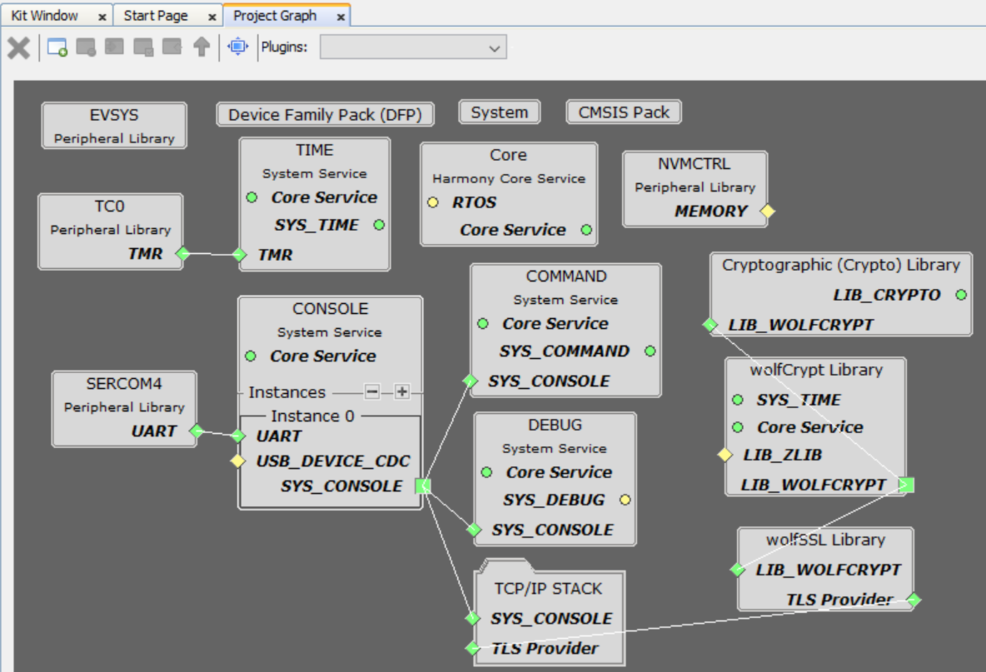 Kit Window x Start Page x Project Graph x
Plugins:
EVSYS
Peripheral Library
Device Family Pack (DFP)
System
CMSIS Pack
TIME
System Service
Core Service
SYS_TIME
TMR
Core
Harmony Core Service
RTOS
Core Service
NVMCTRL
Peripheral Library
MEMORY
TC0
Peripheral Library
TMR
CONSOLE
System Service
Core Service
Instances
Instance 0
UART
USB_DEVICE_CDC
SYS_CONSOLE
COMMAND
System Service
Core Service
SYS_COMMAND
SYS_CONSOLE
Cryptographic (Crypto) Library
LIB_CRYPTO
LIB_WOLFCRYPT
SERCOM4
Peripheral Library
UART
DEBUG
System Service
Core Service
SYS_DEBUG
SYS_CONSOLE
wolfCrypt Library
SYS_TIME
Core Service
LIB_ZLIB
LIB_WOLFCRYPT
wolfSSL Library
LIB_WOLFCRYPT
TLS Provider
TCP/IP STACK
SYS_CONSOLE
TLS Provider